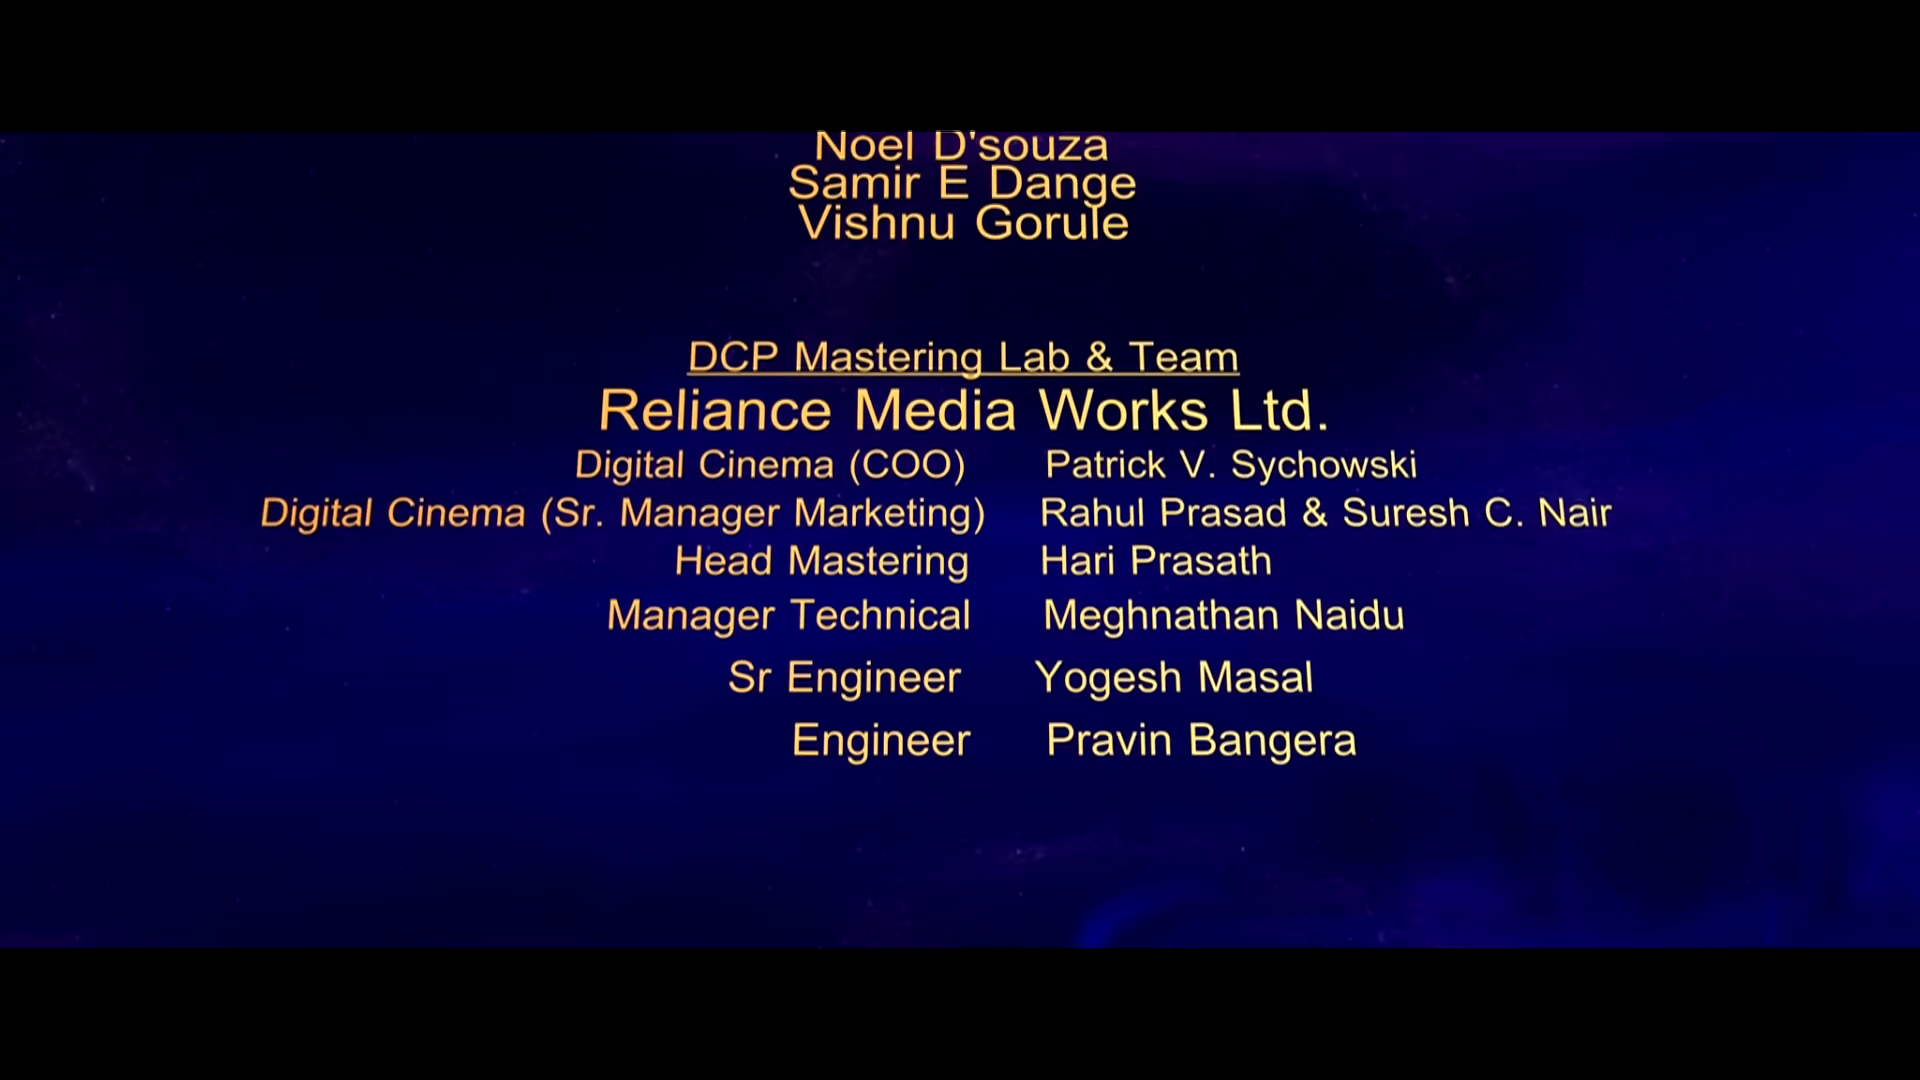 Noel D'souza
Samir E Dange
Vishnu Gorule
DCP Mastering Lab & Team
Reliance Media Works Ltd.
Digital Cinema (COO) Patrick V. Sychowski
Digital Cinema (Sr. Manager Marketing) Rahul Prasad & Suresh C. Nair
Head Mastering Hari Prasath
Manager Technical Meghnathan Naidu
Sr Engineer Yogesh Masal
Engineer Pravin Bangera